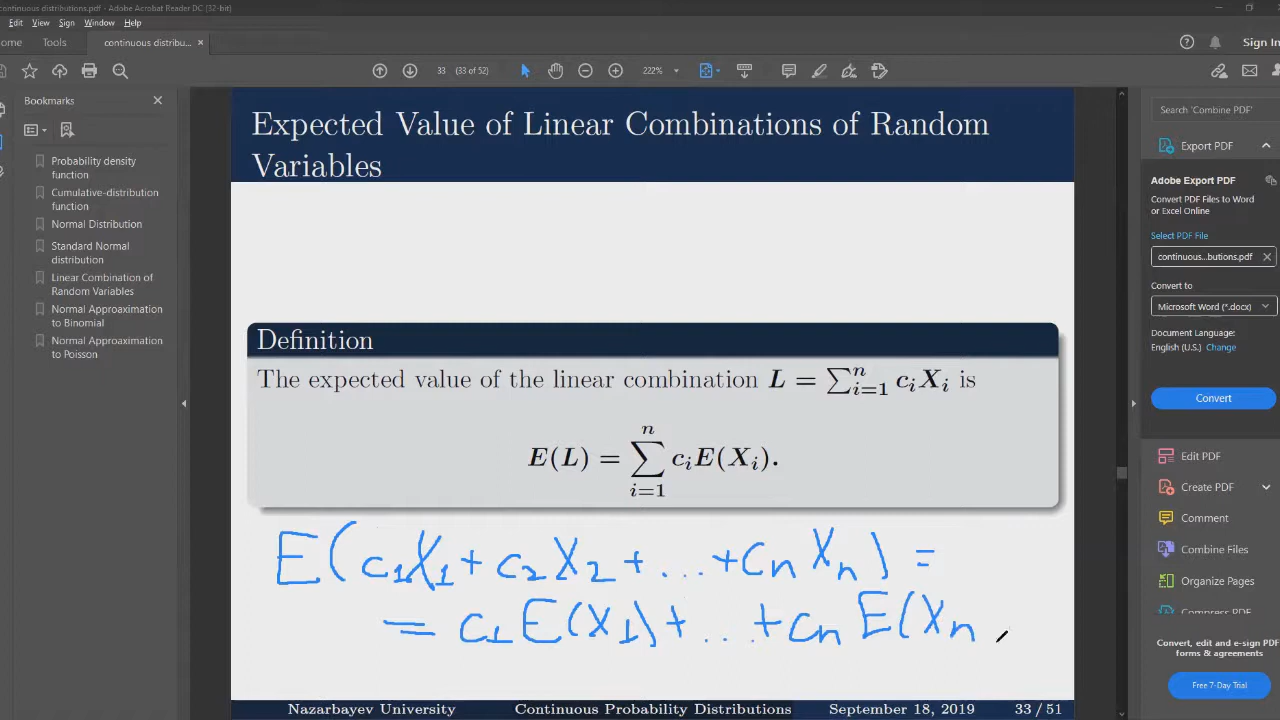 continuous distributions.pdf - Adobe Acrobat Reader DC (32-bit)
Edit View Sign Window Help
ome Tools continuous distribu... ×
33 (33 of 52) 222% Sign In
Bookmarks
Probability density
function
Cumulative-distribution
function
Normal Distribution
Standard Normal
distribution
Linear Combination of
Random Variables
Normal Approaximation
to Binomial
Normal Approaximation
to Poisson
Expected Value of Linear Combinations of Random
Variables
Definition
The expected value of the linear combination L = ∑ⁿᵢ₌₁ cᵢXᵢ is
E(L) = ∑ⁿᵢ₌₁ cᵢE(Xᵢ).
E(c₁X₁ + c₂X₂ + ... + cₙXₙ) =
= c₁E(X₁) + ... + cₙE(Xₙ
Nazarbayev University Continuous Probability Distributions September 18, 2019 33 / 51
Search 'Combine PDF'
Export PDF
Adobe Export PDF
Convert PDF Files to Word
or Excel Online
Select PDF File
continuous...butions.pdf ×
Convert to
Microsoft Word (*.docx)
Document Language:
English (U.S.) Change
Convert
Edit PDF
Create PDF
Comment
Combine Files
Organize Pages
Compress PDF
Convert, edit and e-sign PDF
forms & agreements
Free 7-Day Trial